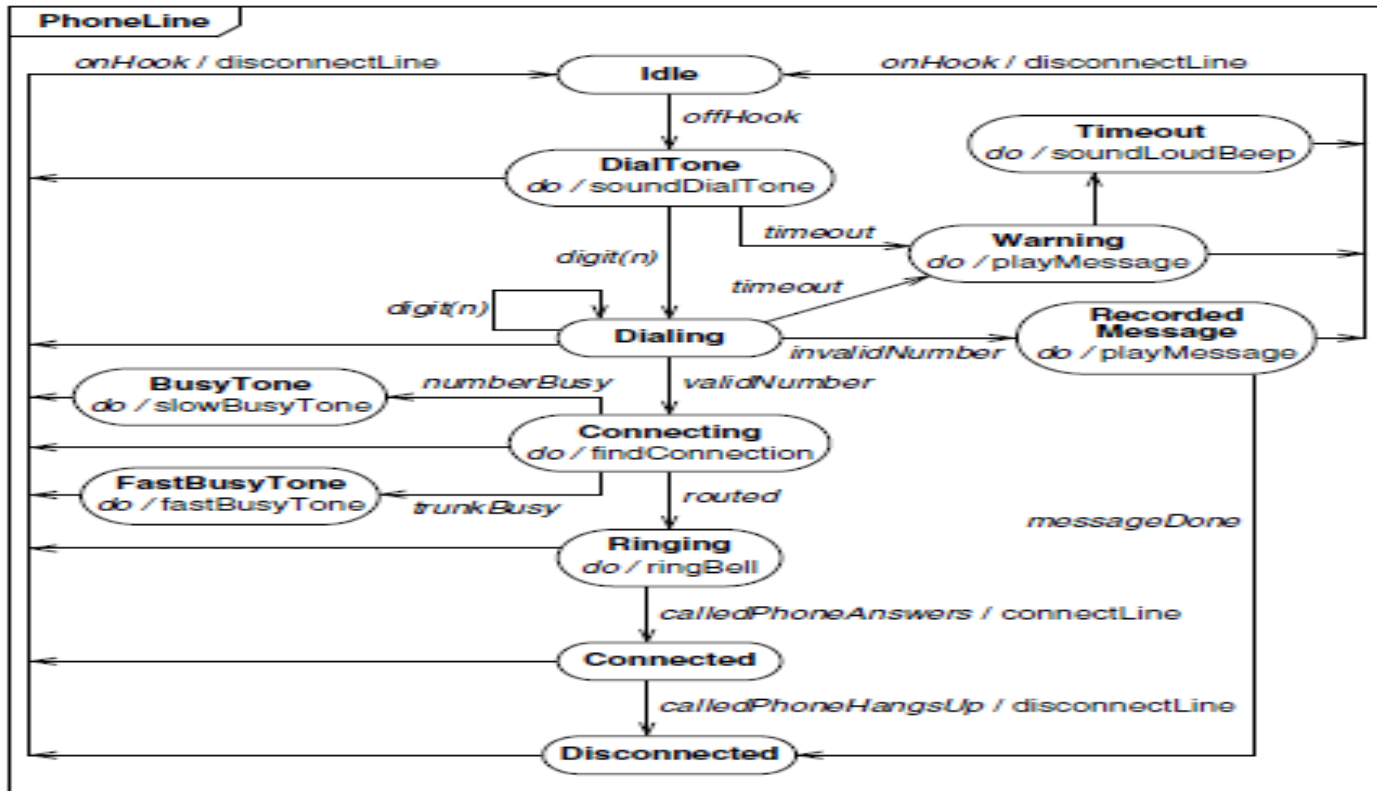 PhoneLine
onHook / disconnectLine
Idle
onHook / disconnectLine
offHook
Timeout
do / soundLoudBeep
DialTone
do / soundDialTone
timeout
Warning
do / playMessage
digit(n)
timeout
digit(n)
Dialing
invalidNumber
Recorded
Message
do / playMessage
BusyTone
do / slowBusyTone
numberBusy
validNumber
Connecting
do / findConnection
FastBusyTone
do / fastBusyTone
trunkBusy
routed
messageDone
Ringing
do / ringBell
calledPhoneAnswers / connectLine
Connected
calledPhoneHangsUp / disconnectLine
Disconnected